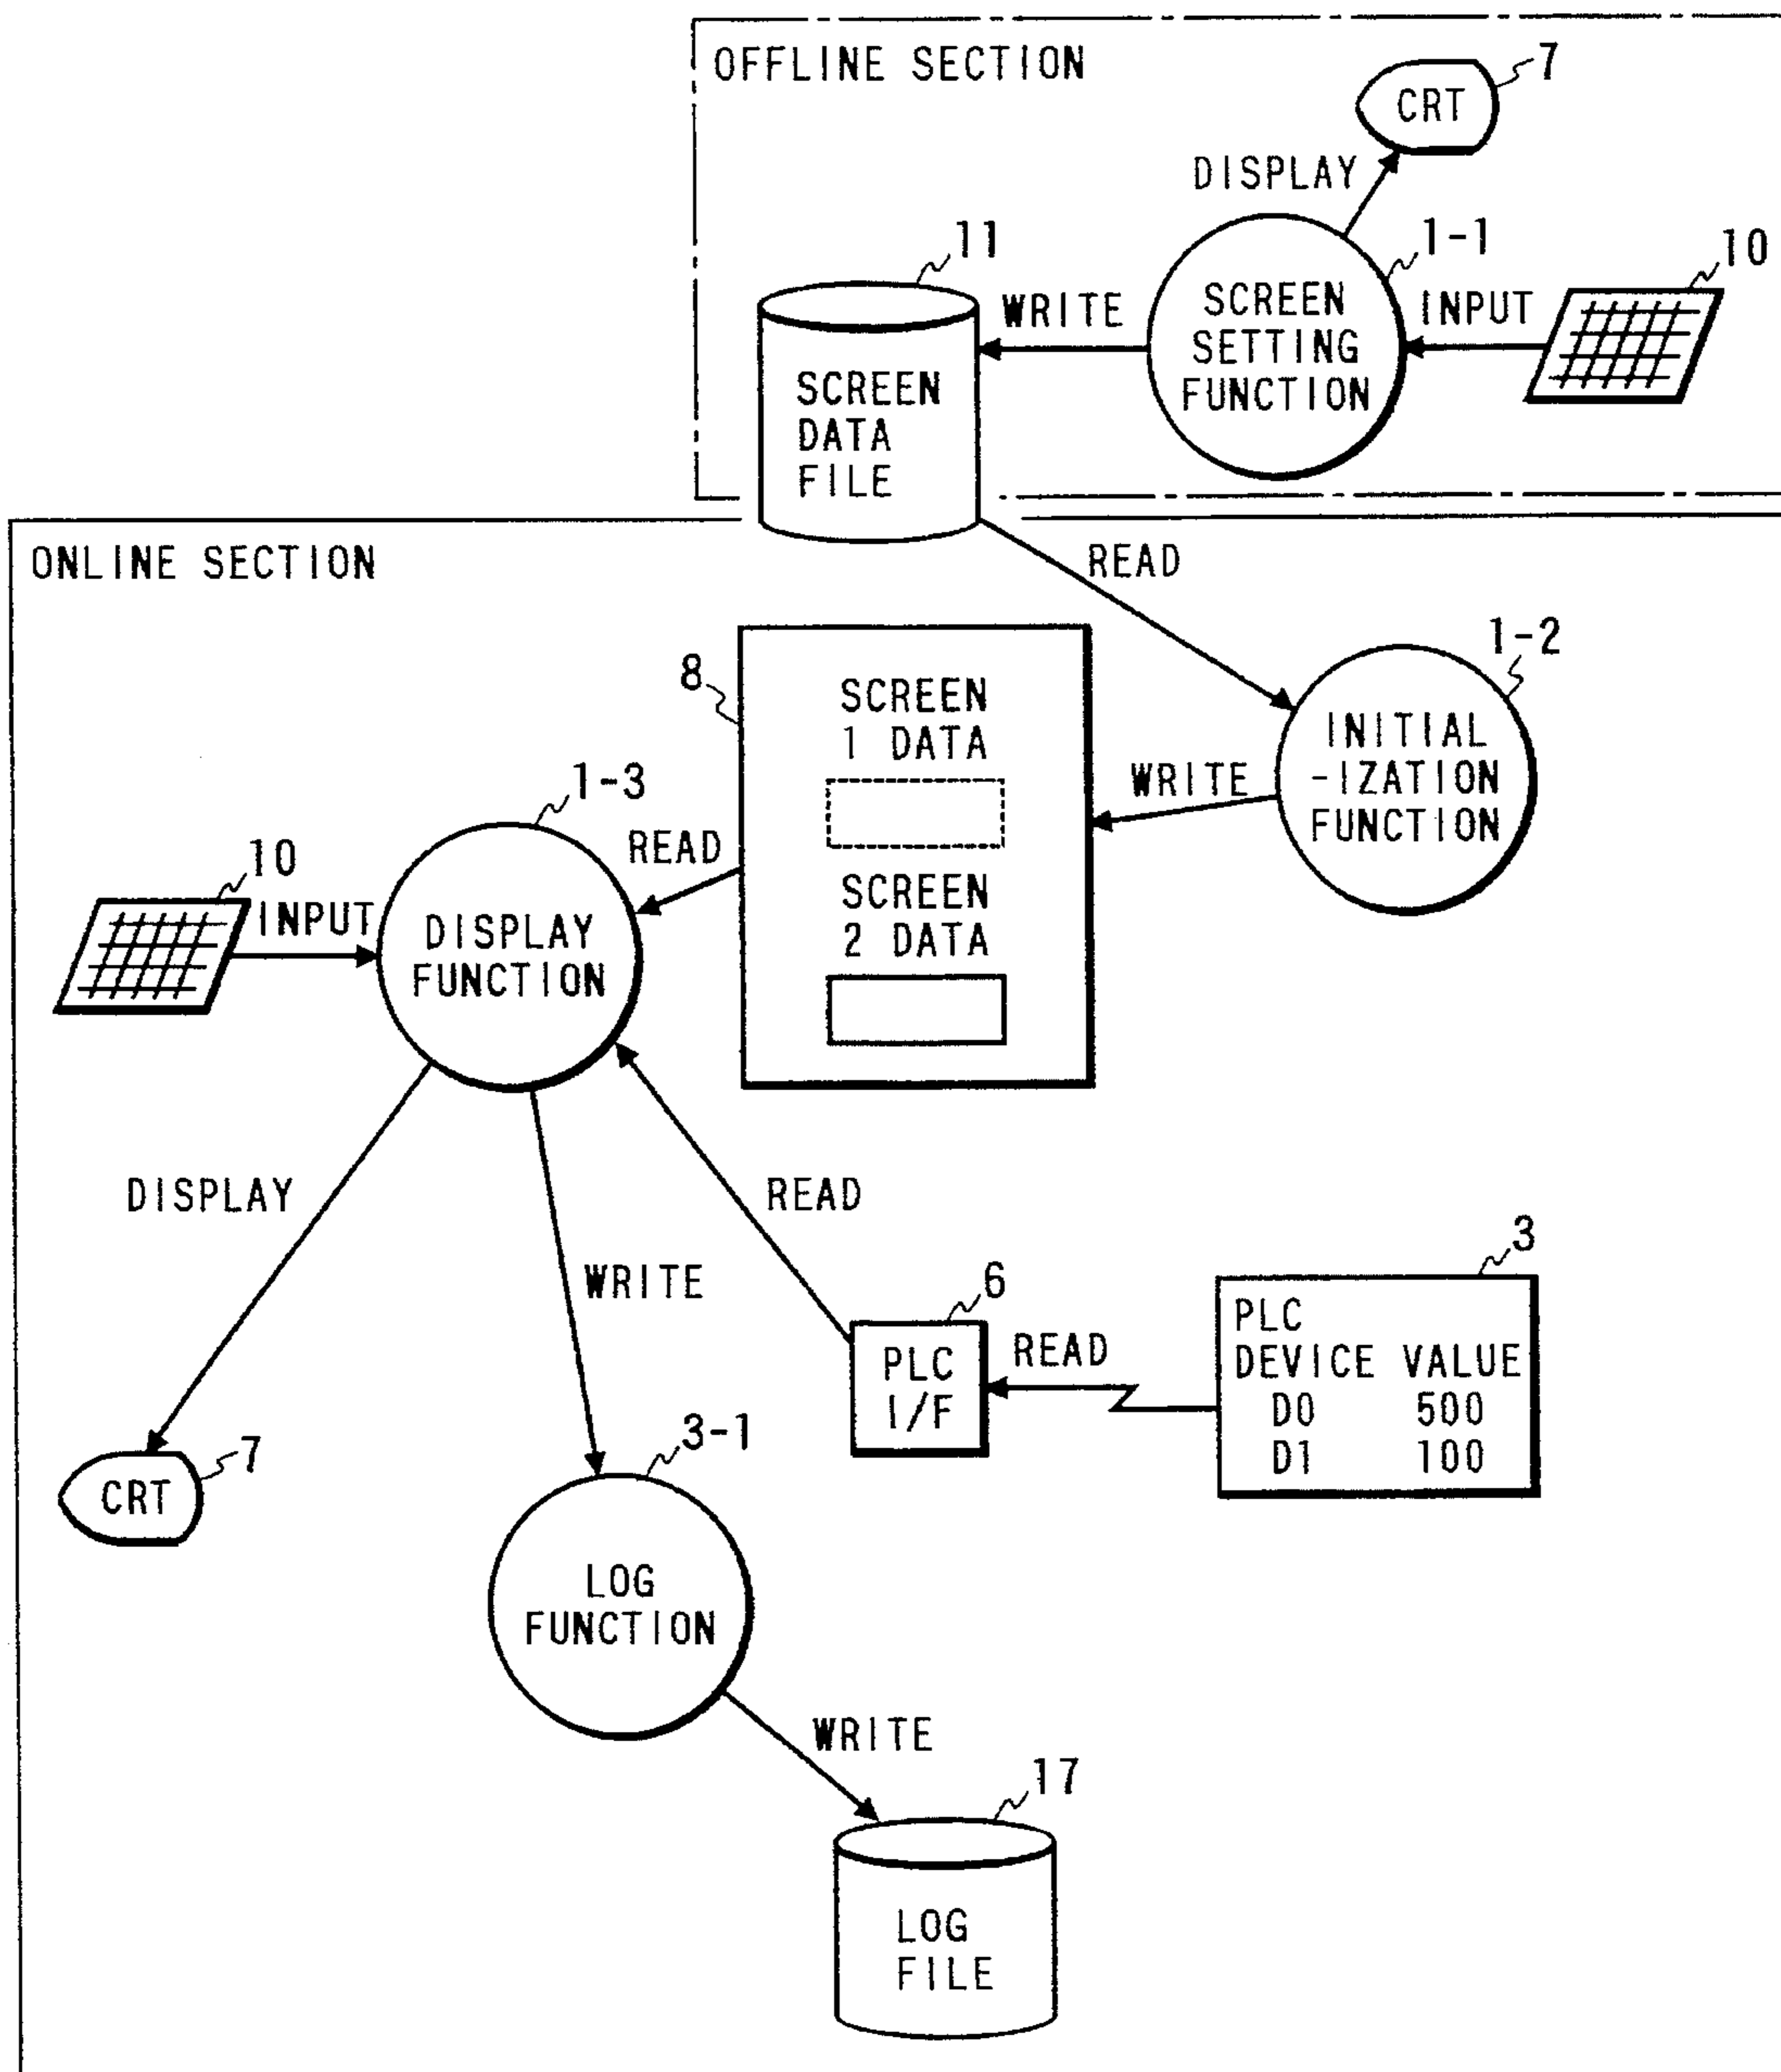 OFFLINE SECTION
7
CRT
DISPLAY
11
1-1
10
WRITE
SCREEN
SETTING
FUNCTION
INPUT
SCREEN
DATA
FILE
ONLINE SECTION
READ
1-2
8
SCREEN
1 DATA
INITIAL
-IZATION
FUNCTION
WRITE
1-3
READ
10
INPUT
DISPLAY
FUNCTION
SCREEN
2 DATA
DISPLAY
READ
WRITE
3
6
PLC
I/F
READ
PLC
DEVICE VALUE
D0 500
D1 100
CRT
7
3-1
LOG
FUNCTION
WRITE
17
LOG
FILE